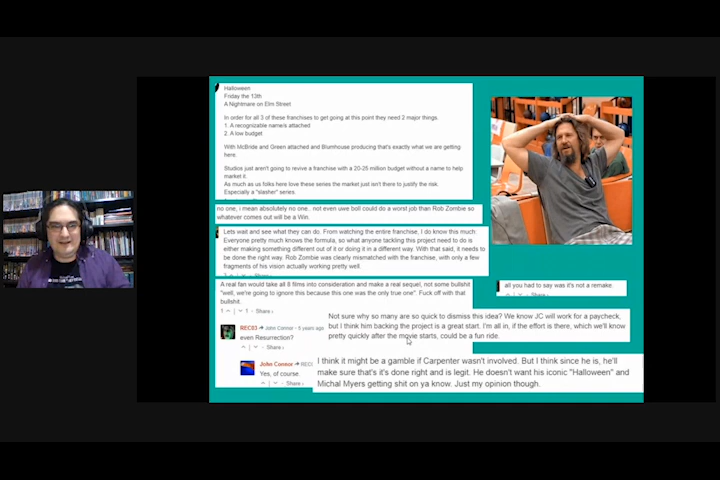 Halloween
Friday the 13th
A Nightmare on Elm Street
In order for all 3 of these franchises to get going at this point they need 2 major things.
1. A recognizable name/s attached
2. A low budget
With McBride and Green attached and Blumhouse producing that's exactly what we are getting
here.
Studios just aren't going to revive a franchise with a 20-25 million budget without a name to help
market it.
As much as us folks here love these series the market just isn't there to justify the risk.
Especially a "slasher" series.
no one, i mean absolutely no one.. not even uwe boll could do a worst job than Rob Zombie so
whatever comes out will be a Win.
Lets wait and see what they can do. From watching the entire franchise, I do know this much.
Everyone pretty much knows the formula, so what anyone tackling this project need to do is
either making something different out of it or doing it in a different way. With that said, it needs to
be done the right way. Rob Zombie was clearly mismatched with the franchise, with only a few
fragments of his vision actually working pretty well.
A real fan would take all 8 films into consideration and make a real sequel, not some bullshit
"well, we're going to ignore this because this one was the only true one". Fuck off with that
bullshit.
1 1 Share ›
REC03 John Connor • 5 years ago
even Resurrection?
Share ›
John Connor REC
Yes, of course.
Share ›
all you had to say was it's not a remake.
Share ›
Not sure why so many are so quick to dismiss this idea? We know JC will work for a paycheck,
but I think him backing the project is a great start. I'm all in, if the effort is there, which we'll know
pretty quickly after the movie starts, could be a fun ride.
I think it might be a gamble if Carpenter wasn't involved. But I think since he is, he'll
make sure that's it's done right and is legit. He doesn't want his iconic "Halloween" and
Michal Myers getting shit on ya know. Just my opinion though.